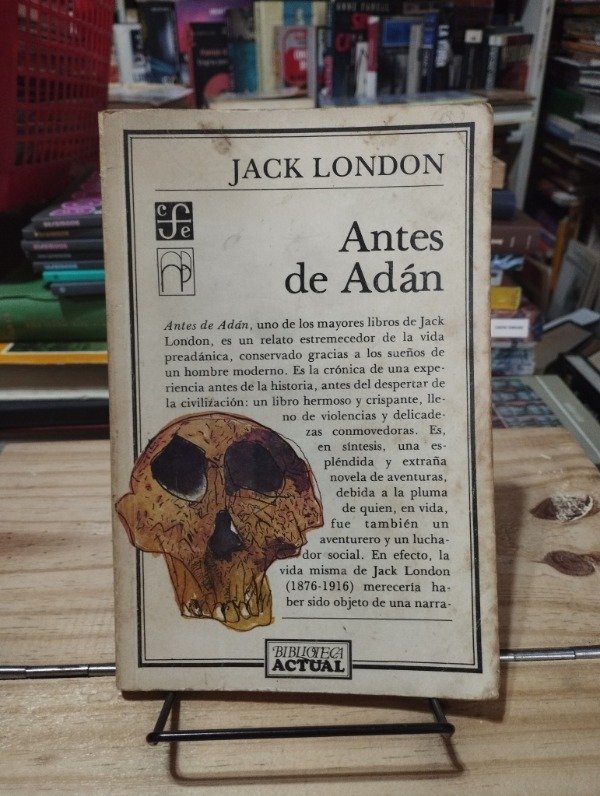 JACK LONDON
cfe
Antes
de Adán
Antes de Adán, uno de los mayores libros de Jack
London, es un relato estremecedor de la vida
preadánica, conservado gracias a los sueños de
un hombre moderno. Es la crónica de una expe-
riencia antes de la historia, antes del despertar de
la civilización: un libro hermoso y crispante, lle-
no de violencias y delicade-
zas conmovedoras. Es,
en síntesis, una es-
pléndida y extraña
novela de aventuras,
debida a la pluma
de quien, en vida,
fue también un
aventurero y un lucha-
dor social. En efecto, la
vida misma de Jack London
(1876-1916) merecería ha-
ber sido objeto de una narra-
BIBLIOTECA
ACTUAL